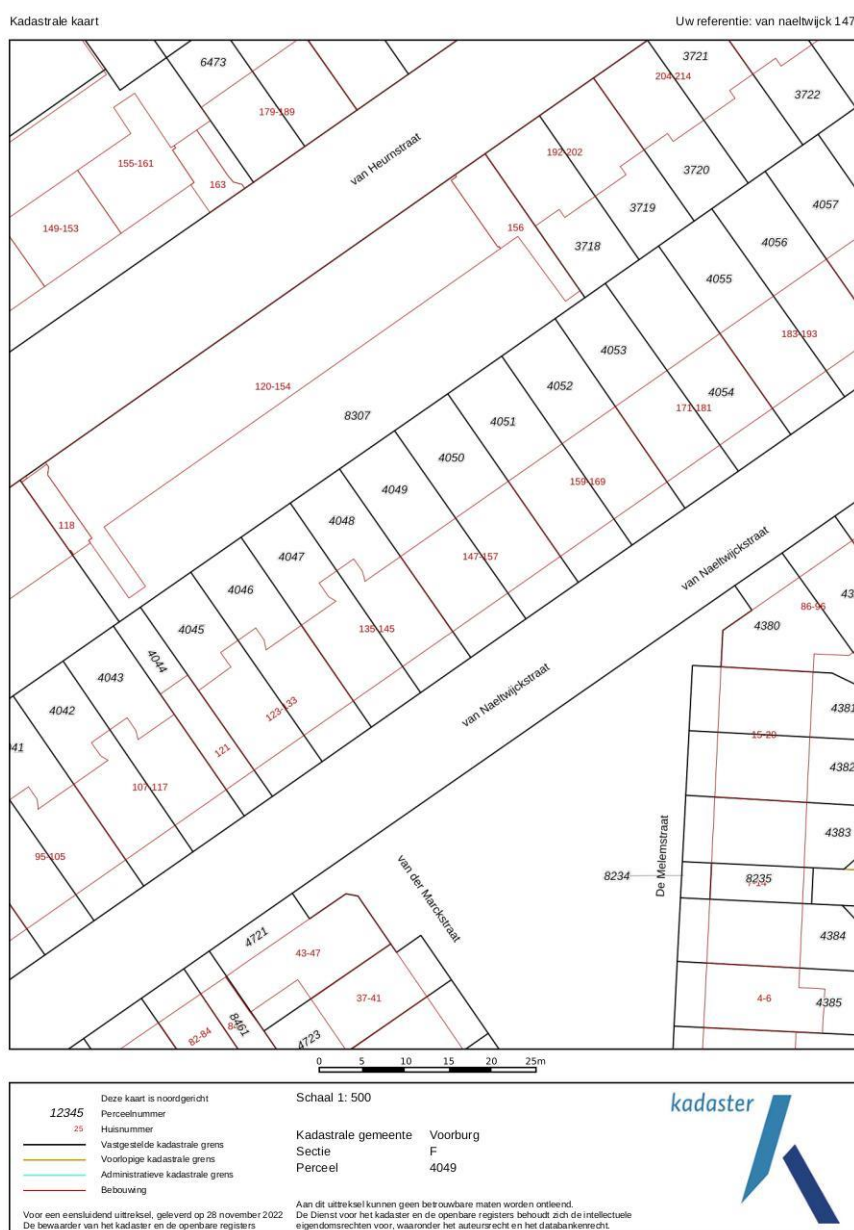 Kadastrale kaart
Uw referentie: van naeltwijck 147
6473
3721
204-214
3722
179-189
van Heurnstraat
192-202
155-161
163
3720
149-153
156
3719
4057
3718
4056
4055
183-193
4053
120-154
4052
4054
171-181
8307
4051
4050
159-169
4049
118
4048
147-157
van Naeltwijckstraat
4047
4046
86-96
4380
4045
135-145
4044
4043
van Naeltwijckstraat
4042
123-133
4381
15-20
41
121
4382
107-117
4383
95-105
van der Marckstraat
De Melemstraat
8234
8235
7-14
4721
4384
43-47
37-41
4-6
4385
8461
82-84
4723
0 5 10 15 20 25m
Deze kaart is noordgericht
12345 Perceelnummer
25 Huisnummer
Vastgestelde kadastrale grens
Voorlopige kadastrale grens
Administratieve kadastrale grens
Bebouwing
Voor een eensluidend uittreksel, geleverd op 28 november 2022
De bewaarder van het kadaster en de openbare registers
Schaal 1: 500
Kadastrale gemeente Voorburg
Sectie F
Perceel 4049
Aan dit uittreksel kunnen geen betrouwbare maten worden ontleend.
De Dienst voor het kadaster en de openbare registers behoudt zich de intellectuele
eigendomsrechten voor, waaronder het auteursrecht en het databankenrecht.
kadaster